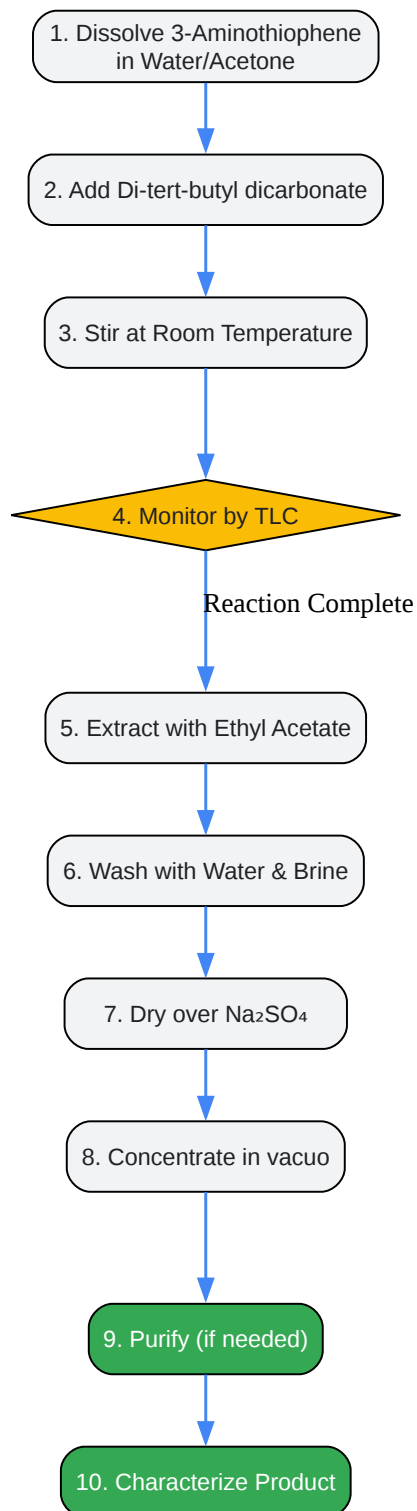 1. Dissolve 3-Aminothiophene
in Water/Acetone
2. Add Di-tert-butyl dicarbonate
3. Stir at Room Temperature
4. Monitor by TLC
Reaction Complete
5. Extract with Ethyl Acetate
6. Wash with Water & Brine
7. Dry over Na₂SO₄
8. Concentrate in vacuo
9. Purify (if needed)
10. Characterize Product